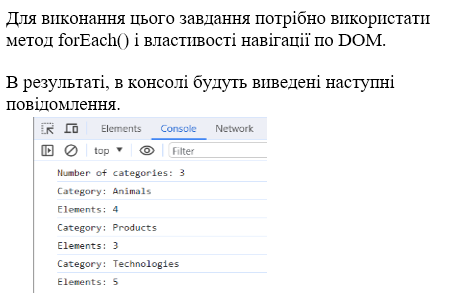 Для виконання цього завдання потрібно використати
метод forEach() і властивості навігації по DOM.
В результаті, в консолі будуть виведені наступні
повідомлення.
Elements Console Network
top Filter
Number of categories: 3
Category: Animals
Elements: 4
Category: Products
Elements: 3
Category: Technologies
Elements: 5